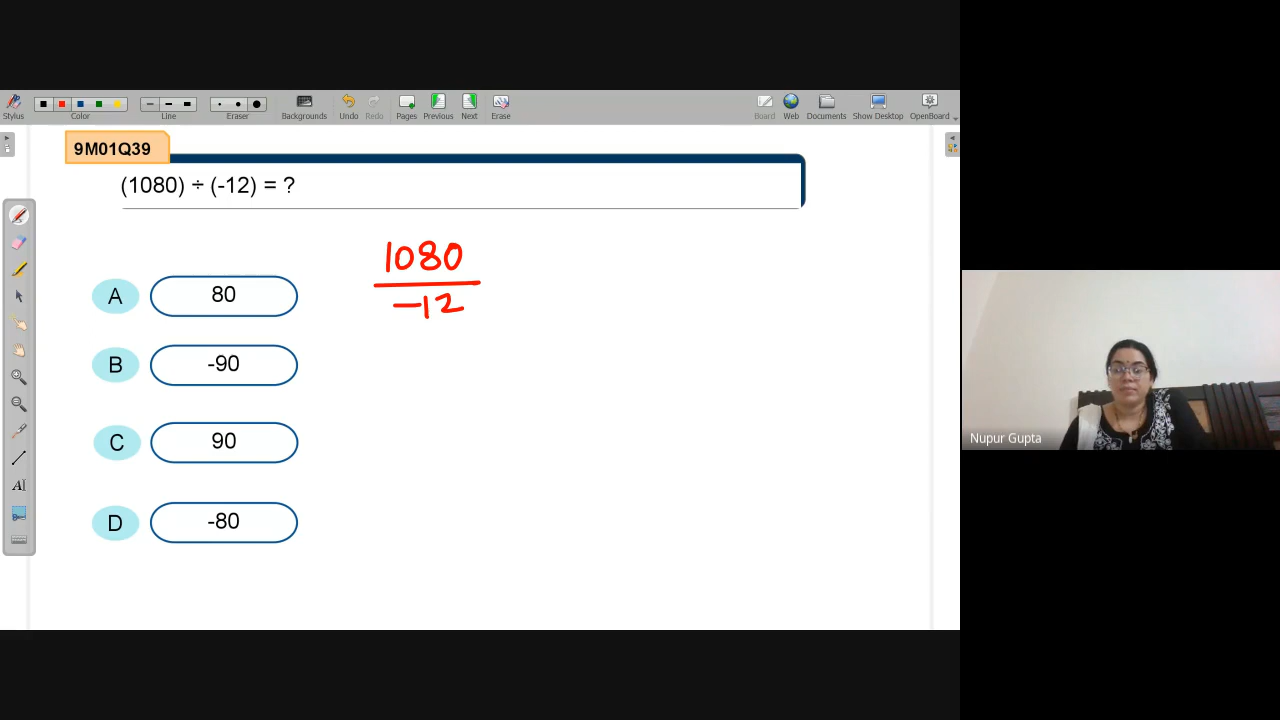 Stylus Color Line Eraser Backgrounds Undo Redo Pages Previous Next Erase Board Web Documents Show Desktop OpenBoard
9M01Q39
(1080) ÷ (-12) = ?
1080
-12
A 80
B -90
C 90
D -80
AI
Nupur Gupta